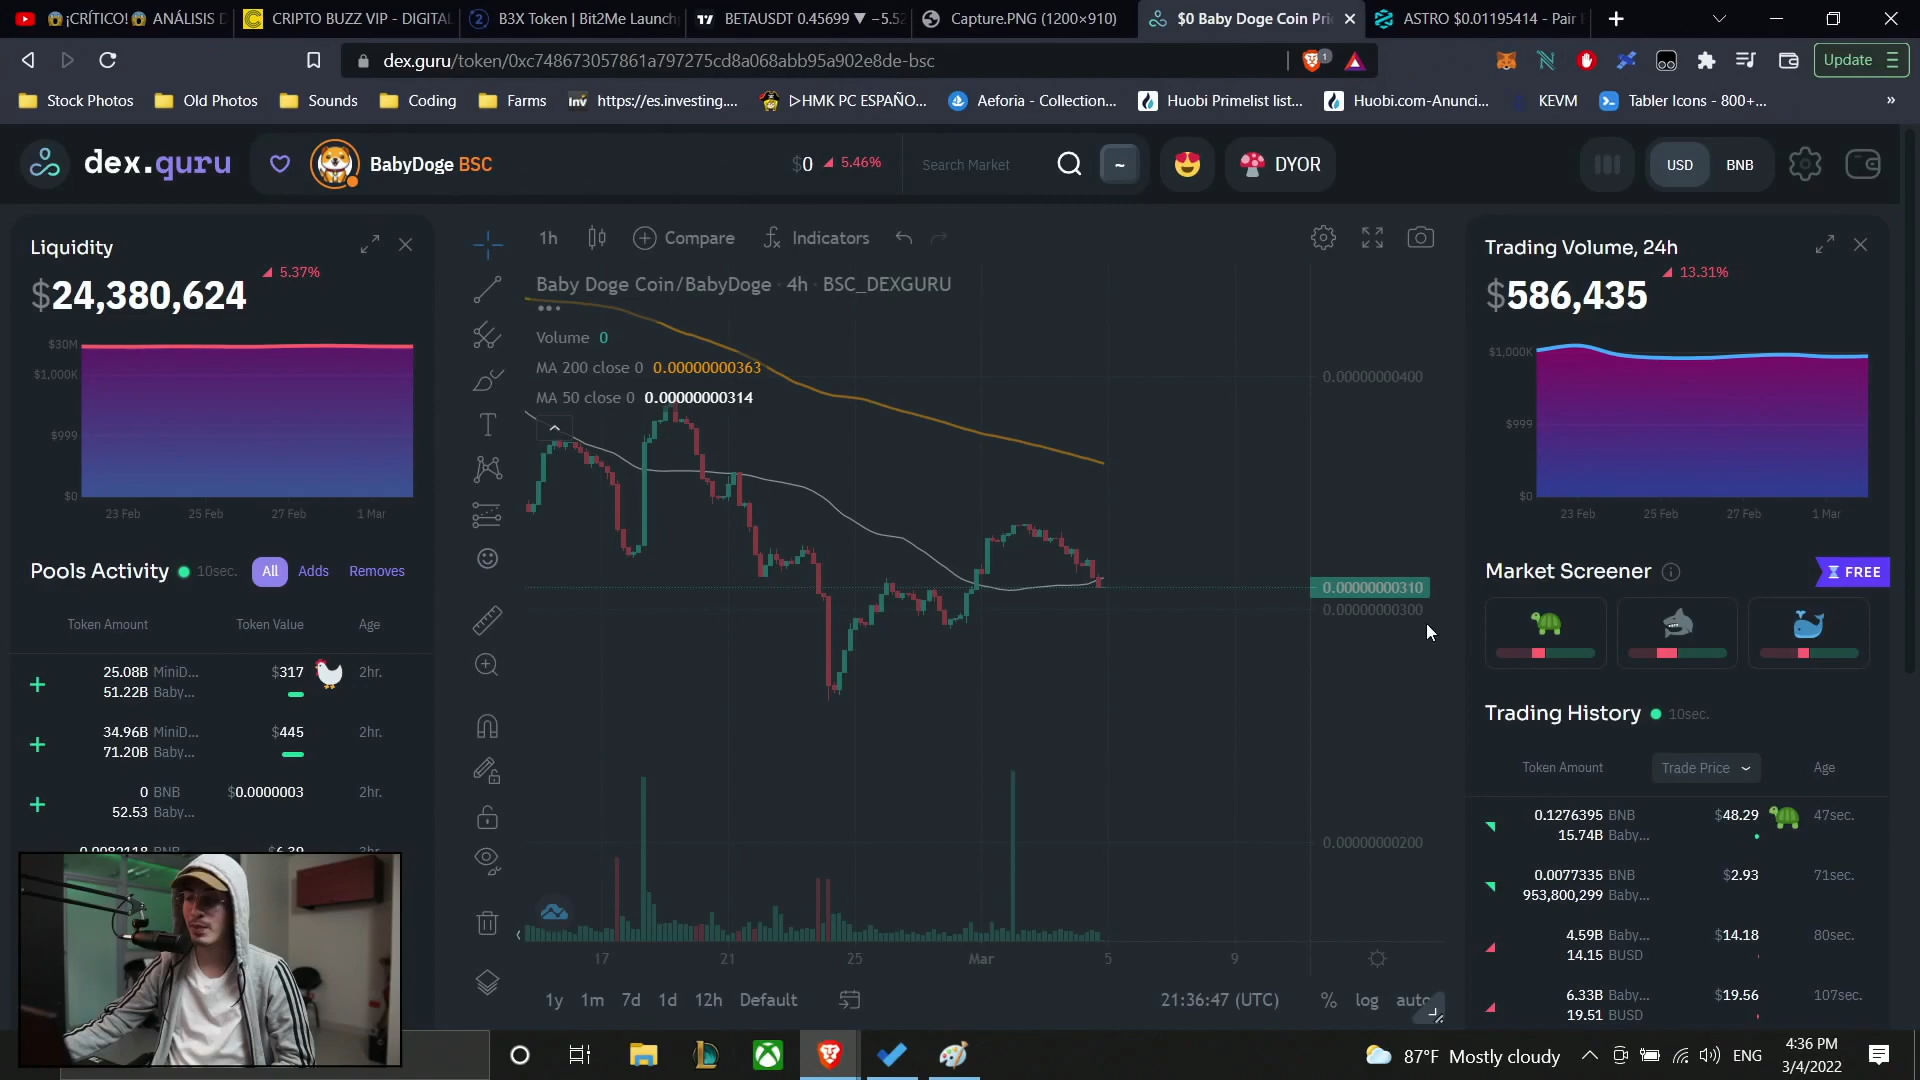 😱¡CRÍTICO!😱 ANÁLISIS D
CRIPTO BUZZ VIP - DIGITAL
B3X Token | Bit2Me Launch
BETAUSDT 0.45699 ▼ −5.52
Capture.PNG (1200×910)
$0 Baby Doge Coin Pri
ASTRO $0.01195414 - Pair
dex.guru/token/0xc748673057861a797275cd8a068abb95a902e8de-bsc
1
Update
Stock Photos
Old Photos
Sounds
Coding
Farms
inv https://es.investing....
ᐅHMK PC ESPAÑO...
Aeforia - Collection...
Huobi Primelist list...
Huobi.com-Anunci...
KEVM
Tabler Icons - 800+...
»
dex.guru
BabyDoge BSC
$0 5.46%
Search Market
~
DYOR
USD
BNB
Liquidity
5.37%
$24,380,624
$30M
$1,000K
$999
$0
23 Feb
25 Feb
27 Feb
1 Mar
Pools Activity
10sec.
All
Adds
Removes
Token Amount
Token Value
Age
25.08B MiniD... $317 2hr.
51.22B Baby...
34.96B MiniD... $445 2hr.
71.20B Baby...
0 BNB $0.0000003 2hr.
52.53 Baby...
1h
Compare
Indicators
Baby Doge Coin/BabyDoge · 4h · BSC_DEXGURU
Volume 0
MA 200 close 0 0.00000000363
MA 50 close 0 0.00000000314
0.00000000400
0.00000000310
0.00000000300
0.00000000200
17
21
25
Mar
5
9
1y
1m
7d
1d
12h
Default
21:36:47 (UTC)
%
log
auto
Trading Volume, 24h
13.31%
$586,435
$1,000K
$999
$0
23 Feb
25 Feb
27 Feb
1 Mar
Market Screener
FREE
Trading History
10sec.
Token Amount
Trade Price
Age
0.1276395 BNB $48.29 47sec.
15.74B Baby...
0.0077335 BNB $2.93 71sec.
953,800,299 Baby...
4.59B Baby... $14.18 80sec.
14.15 BUSD
6.33B Baby... $19.56 107sec.
19.51 BUSD
87°F Mostly cloudy
ENG
4:36 PM
3/4/2022